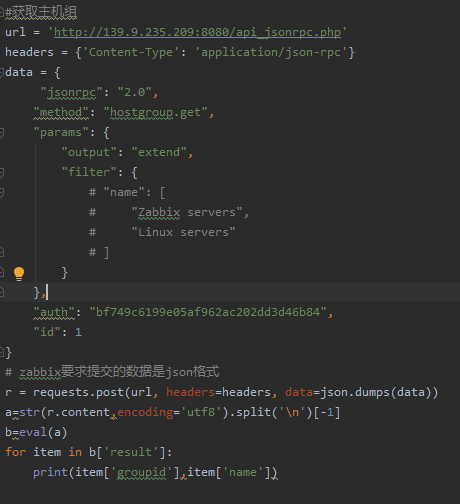 #获取主机组
url = 'http://139.9.235.209:8080/api_jsonrpc.php'
headers = {'Content-Type': 'application/json-rpc'}
data = {
"jsonrpc": "2.0",
"method": "hostgroup.get",
"params": {
"output": "extend",
"filter": {
# "name": [
#     "Zabbix servers",
#     "Linux servers"
# ]
}
},
"auth": "bf749c6199e05af962ac202dd3d46b84",
"id": 1
}
# zabbix要求提交的数据是json格式
r = requests.post(url, headers=headers, data=json.dumps(data))
a=str(r.content,encoding='utf8').split('\n')[-1]
b=eval(a)
for item in b['result']:
print(item['groupid'],item['name'])